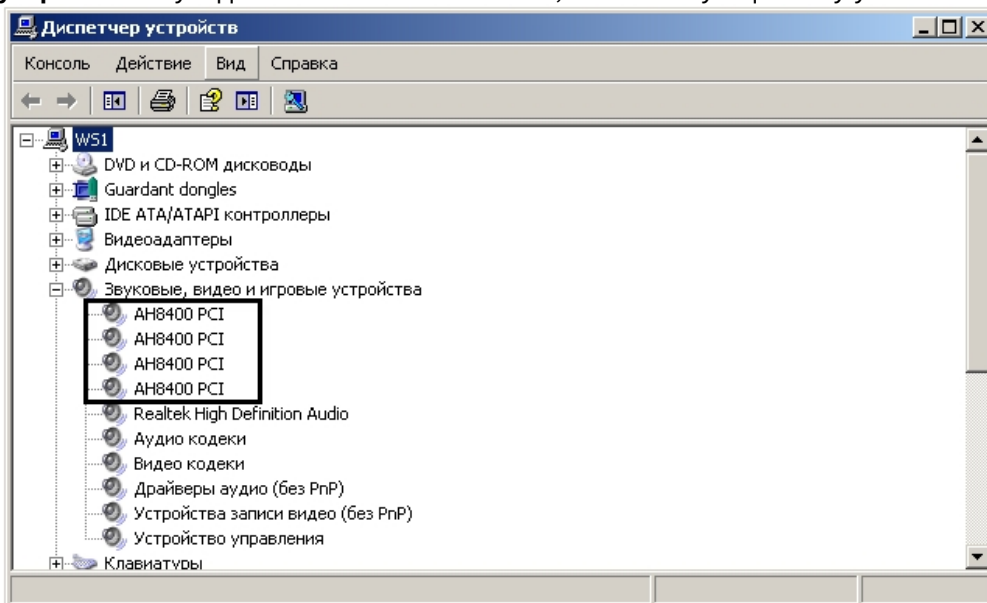 Диспетчер устройств
Консоль Действие Вид Справка
WS1
DVD и CD-ROM дисководы
Guardant dongles
IDE ATA/ATAPI контроллеры
Видеоадаптеры
Дисковые устройства
Звуковые, видео и игровые устройства
AH8400 PCI
AH8400 PCI
AH8400 PCI
AH8400 PCI
Realtek High Definition Audio
Аудио кодеки
Видео кодеки
Драйверы аудио (без PnP)
Устройства записи видео (без PnP)
Устройство управления
Клавиатуры